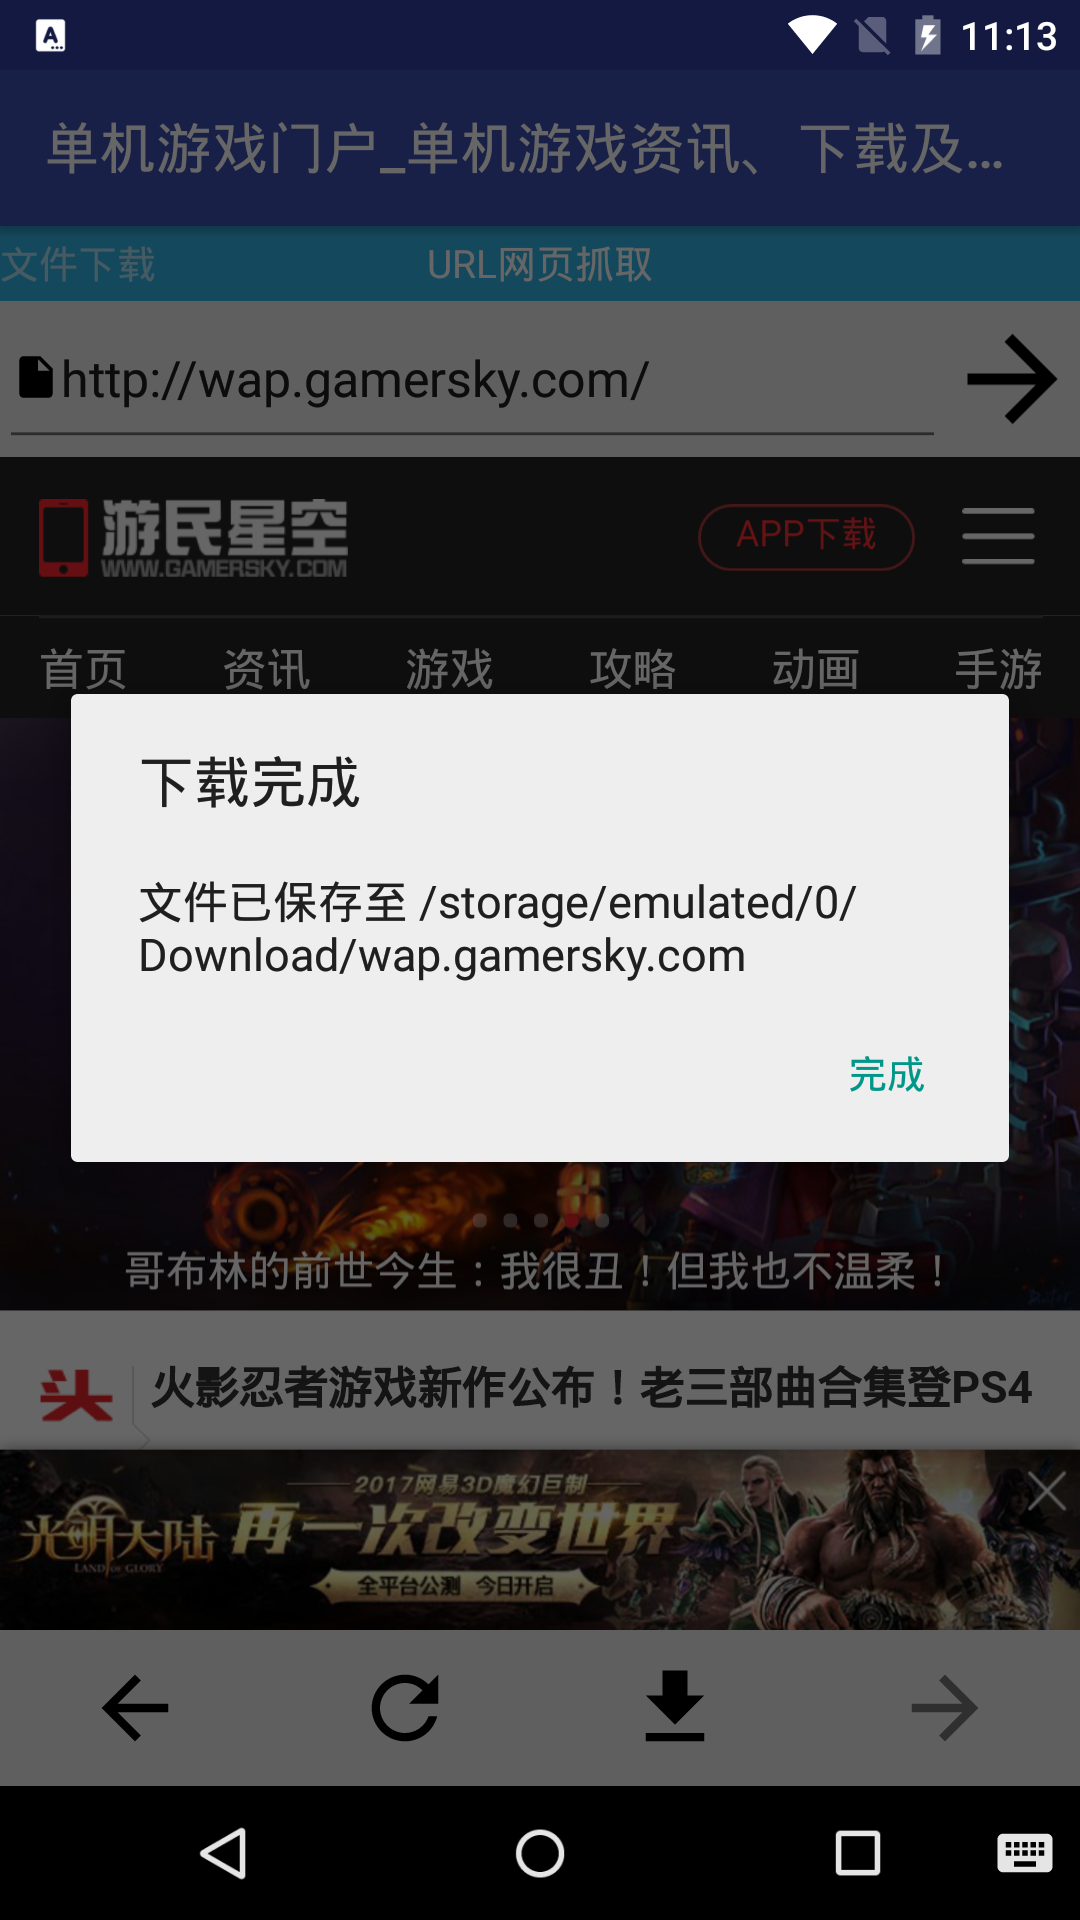 11:13
单机游戏门户_单机游戏资讯、下载及...
文件下载
URL网页抓取
http://wap.gamersky.com/
游民星空
WWW.GAMERSKY.COM
APP下载
首页 资讯 游戏 攻略 动画 手游
下载完成
文件已保存至 /storage/emulated/0/
Download/wap.gamersky.com
完成
哥布林的前世今生：我很丑！但我也不温柔！
头
火影忍者游戏新作公布！老三部曲合集登PS4
2017网易3D魔幻巨制
光明大陆
LAND OF GLORY
再一次改变世界
全平台公测 今日开启